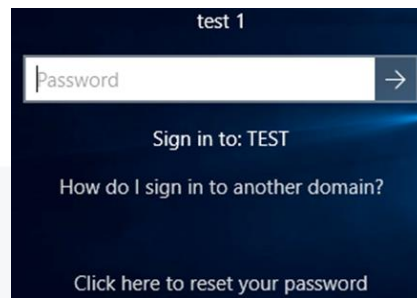 test 1
Password
Sign in to: TEST
How do I sign in to another domain?
Click here to reset your password